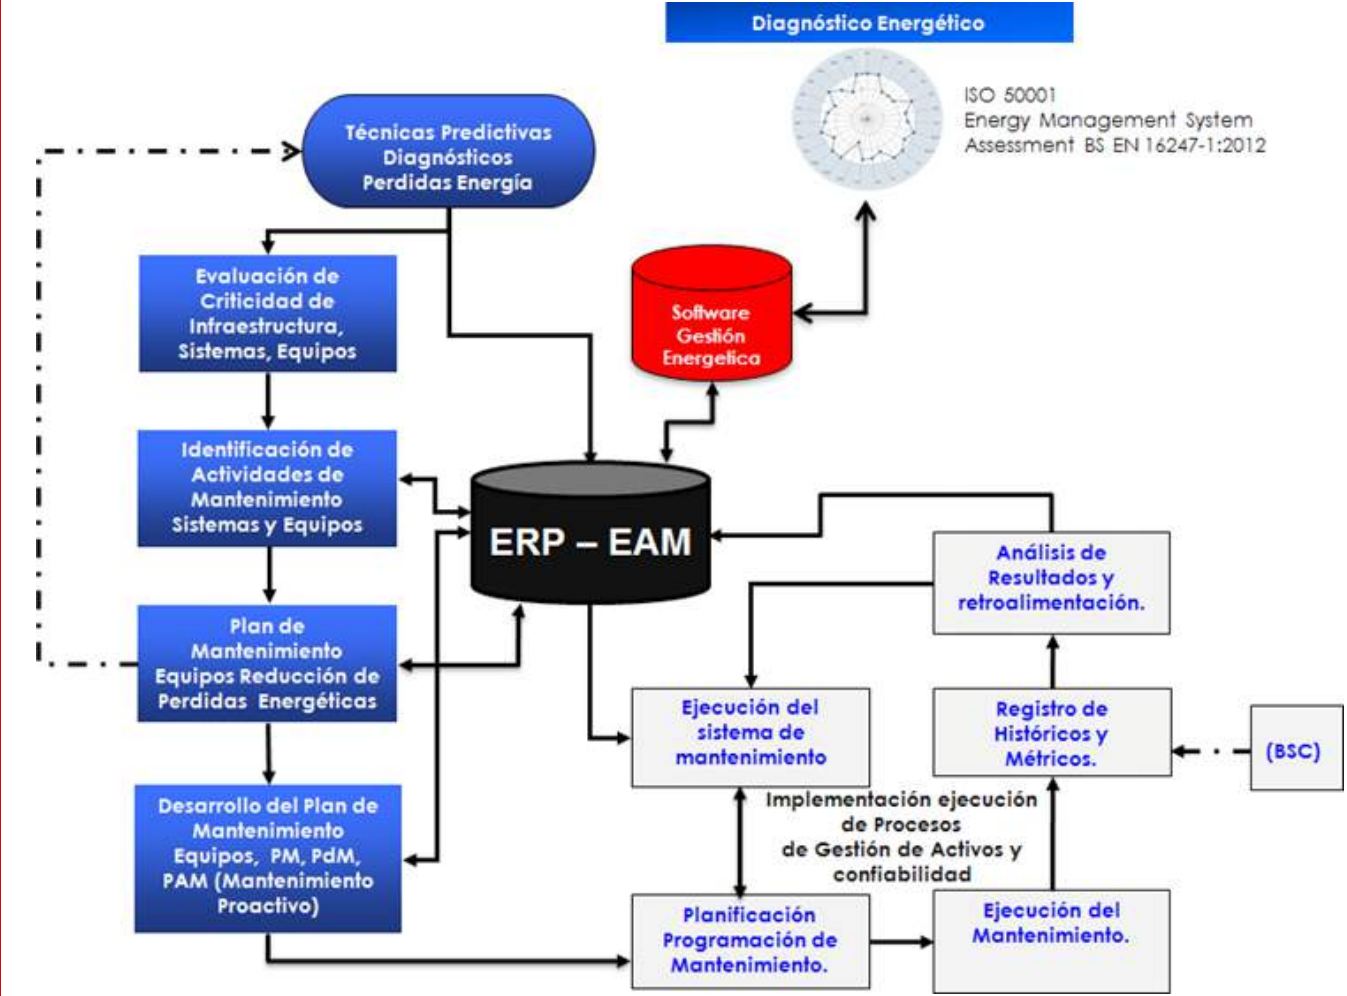 Diagnóstico Energético
ISO 50001
Energy Management System
Assessment BS EN 16247-1:2012
Técnicas Predictivas
Diagnósticos
Perdidas Energía
Evaluación de
Criticidad de
Infraestructura,
Sistemas, Equipos
Software
Gestión
Energetica
Identificación de
Actividades de
Mantenimiento
Sistemas y Equipos
ERP – EAM
Análisis de
Resultados y
retroalimentación.
Plan de
Mantenimiento
Equipos Reducción de
Perdidas Energéticas
Ejecución del
sistema de
mantenimiento
Registro de
Históricos y
Métricos.
(BSC)
Desarrollo del Plan de
Mantenimiento
Equipos, PM, PdM,
PAM (Mantenimiento
Proactivo)
Implementación ejecución
de Procesos
de Gestión de Activos y
confiabilidad
Planificación
Programación de
Mantenimiento.
Ejecución del
Mantenimiento.